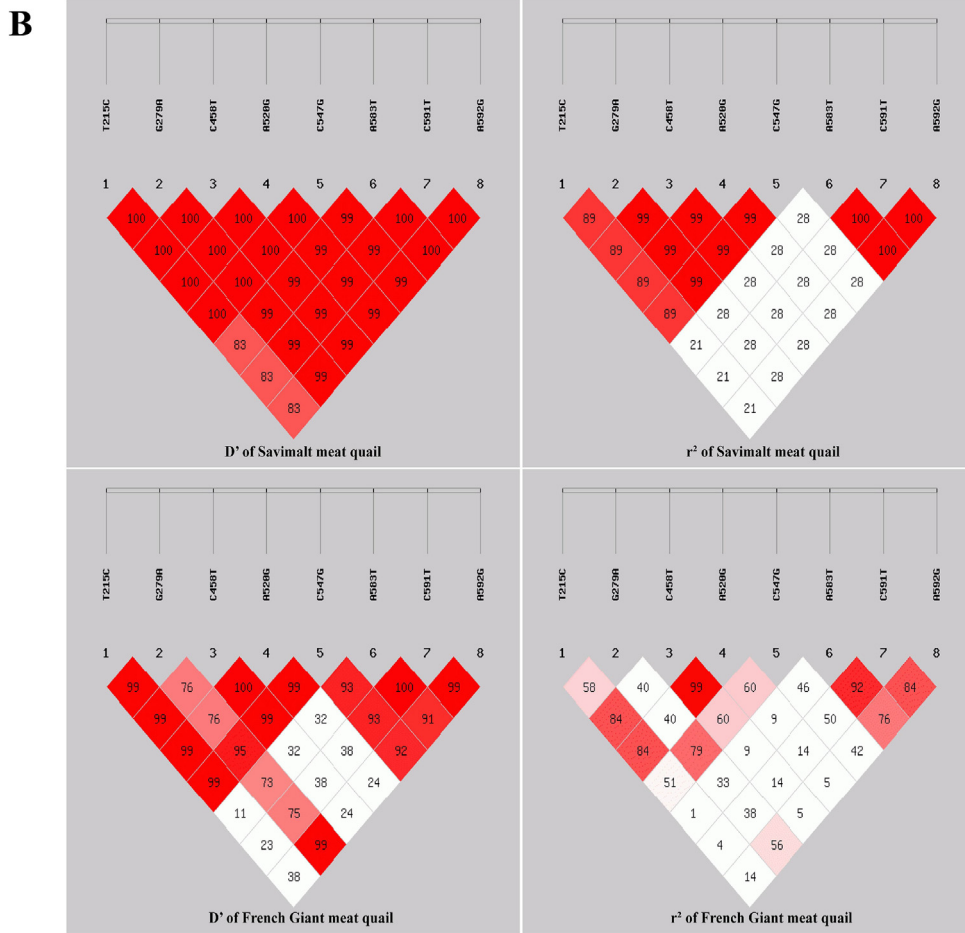 B
T215C G279A C458T A520G C547G A583T C591T A592G
1 2 3 4 5 6 7 8
100 100 100 100 99 100 100
100 100 100 99 99 100
100 100 99 99 99
100 99 99 99
83 99 99
83 99
83
D' of Savimalt meat quail
T215C G279A C458T A520G C547G A583T C591T A592G
1 2 3 4 5 6 7 8
89 99 99 99 28 100 100
89 99 99 28 28 100
89 99 28 28 28
89 28 28 28
21 28 28
21 28
21
r² of Savimalt meat quail
T215C G279A C458T A520G C547G A583T C591T A592G
1 2 3 4 5 6 7 8
99 76 100 99 93 100 99
99 76 99 32 93 91
99 95 32 38 92
99 73 38 24
11 75 24
23 99
38
D' of French Giant meat quail
T215C G279A C458T A520G C547G A583T C591T A592G
1 2 3 4 5 6 7 8
58 40 99 60 46 92 84
84 40 60 9 50 76
84 79 9 14 42
51 33 14 5
1 38 5
4 56
14
r² of French Giant meat quail